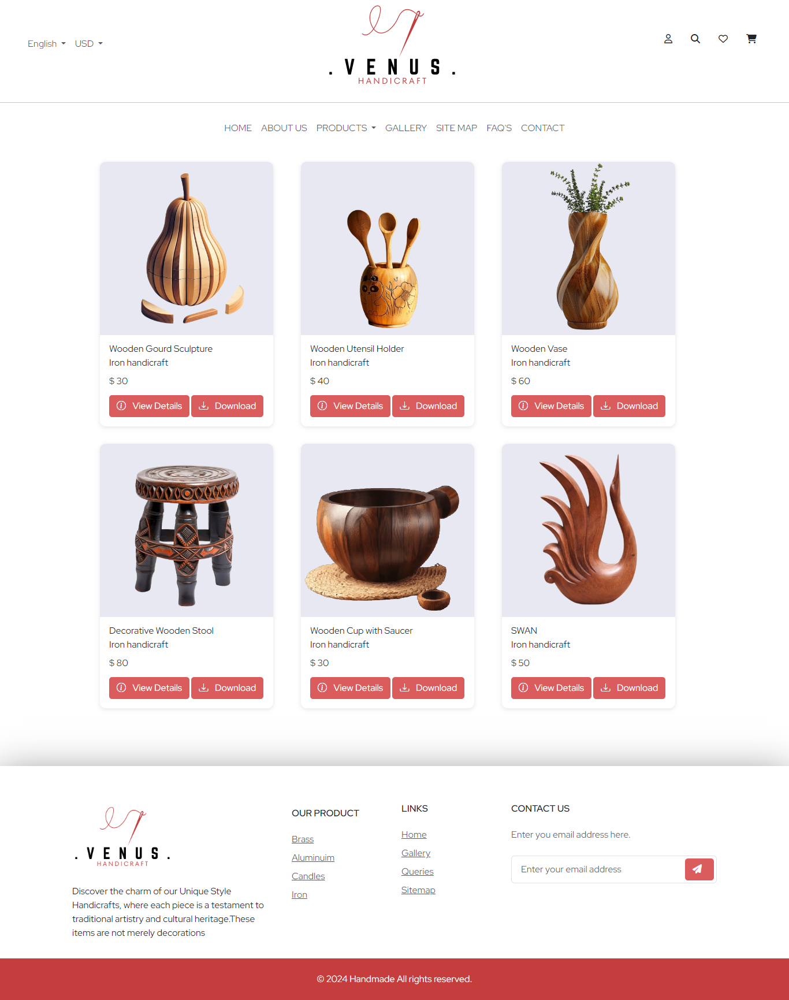 English USD
. VENUS .
HANDICRAFT
HOME ABOUT US PRODUCTS GALLERY SITE MAP FAQ'S CONTACT
Wooden Gourd Sculpture
Iron handicraft
$ 30
View Details Download
Wooden Utensil Holder
Iron handicraft
$ 40
View Details Download
Wooden Vase
Iron handicraft
$ 60
View Details Download
Decorative Wooden Stool
Iron handicraft
$ 80
View Details Download
Wooden Cup with Saucer
Iron handicraft
$ 30
View Details Download
SWAN
Iron handicraft
$ 50
View Details Download
. VENUS .
HANDICRAFT
Discover the charm of our Unique Style
Handicrafts, where each piece is a testament to
traditional artistry and cultural heritage.These
items are not merely decorations
OUR PRODUCT
Brass
Aluminuim
Candles
Iron
LINKS
Home
Gallery
Queries
Sitemap
CONTACT US
Enter you email address here.
Enter your email address
© 2024 Handmade All rights reserved.